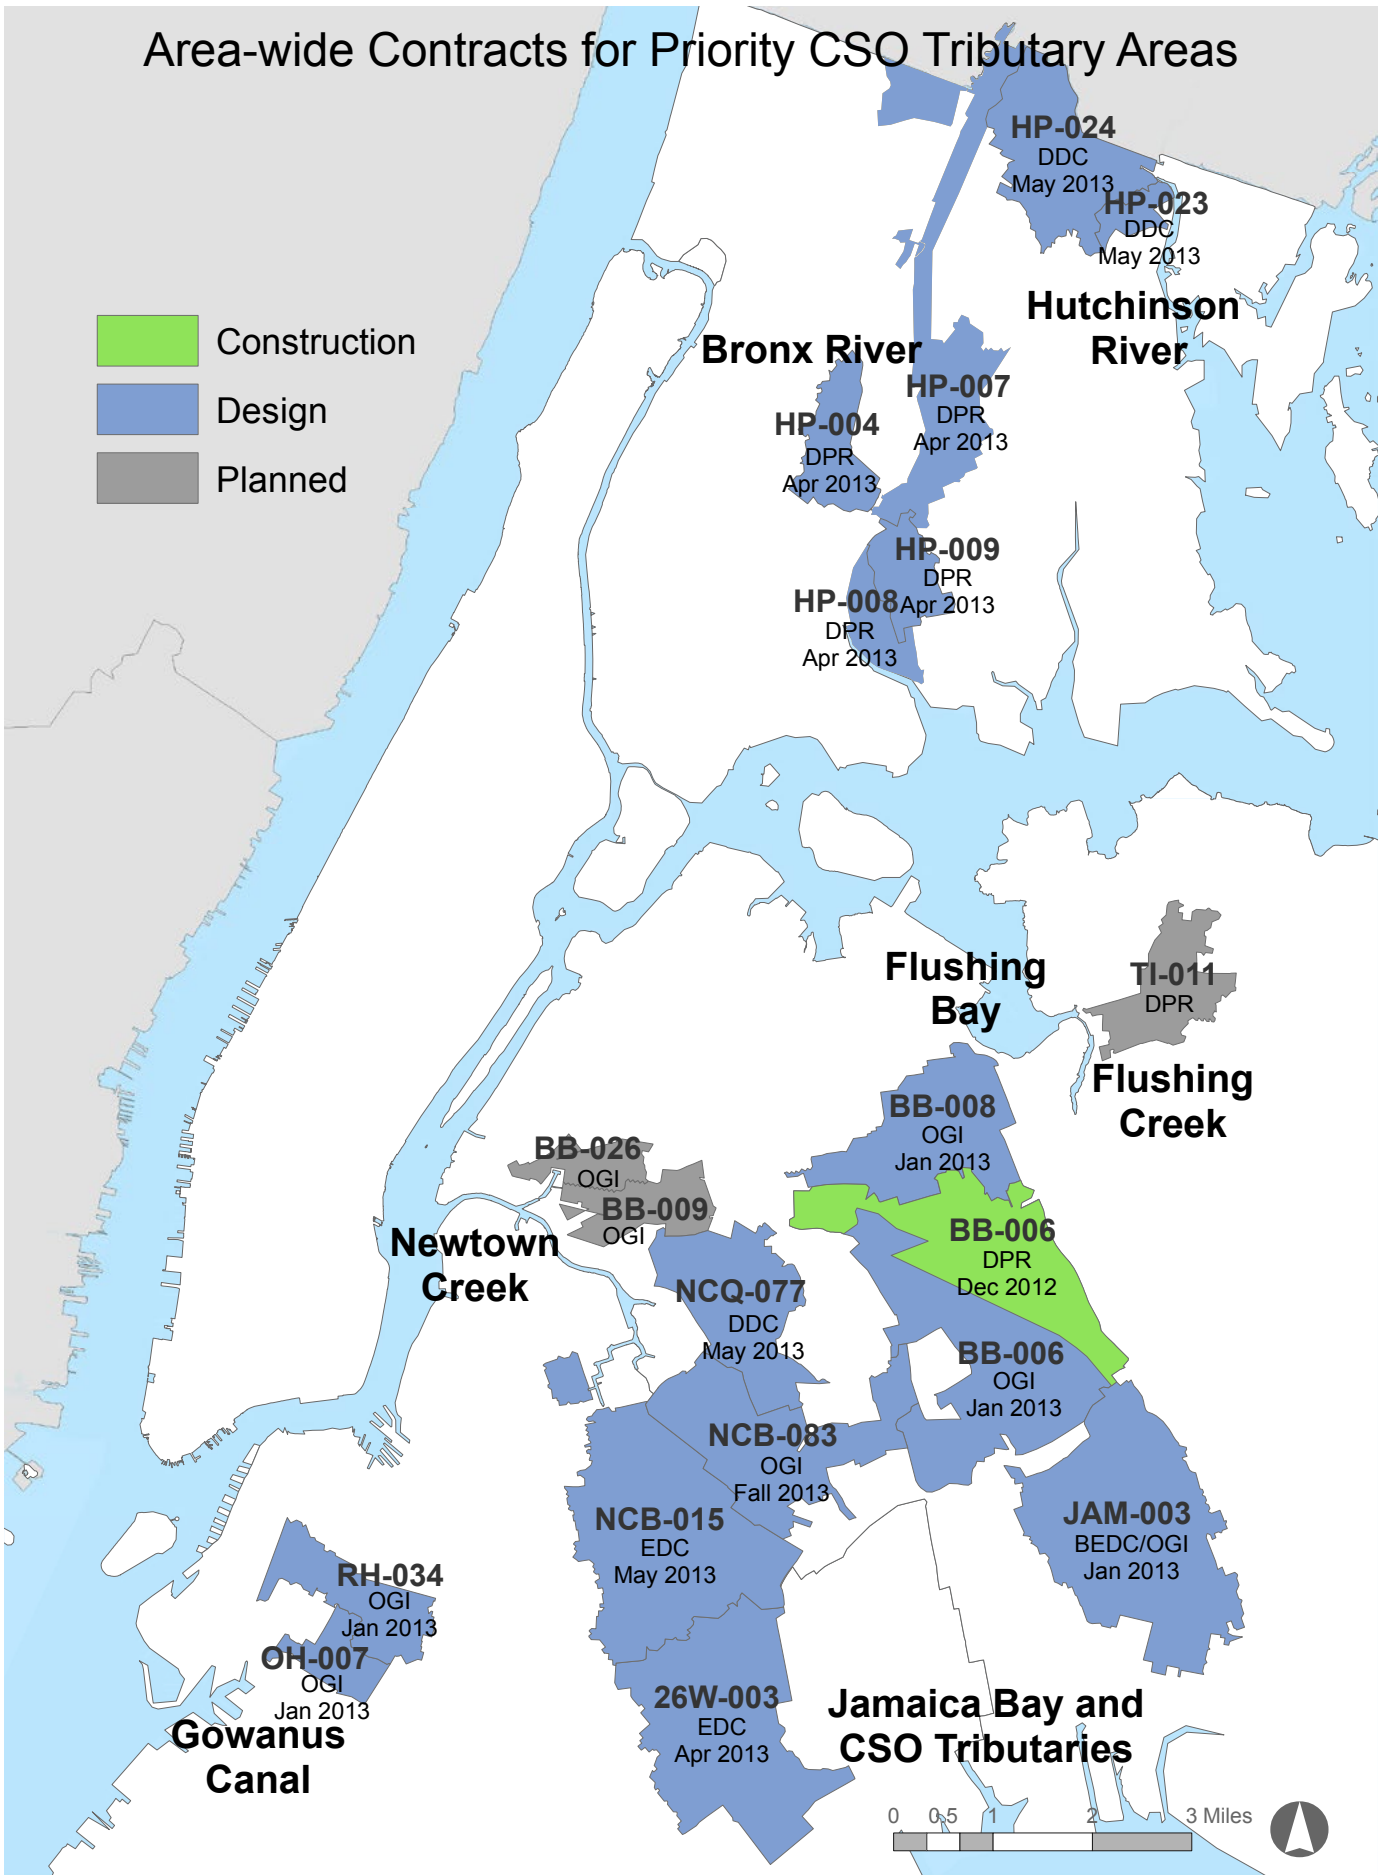 Area-wide Contracts for Priority CSO Tributary Areas
HP-024
DDC
May 2013
HP-023
DDC
May 2013
Hutchinson
River
Construction
Design
Planned
Bronx River
HP-007
DPR
Apr 2013
HP-004
DPR
Apr 2013
HP-009
DPR
Apr 2013
HP-008
DPR
Apr 2013
Flushing
Bay
TI-011
DPR
Flushing
Creek
BB-008
OGI
Jan 2013
BB-026
OGI
BB-009
OGI
Newtown
Creek
BB-006
DPR
Dec 2012
NCQ-077
DDC
May 2013
BB-006
OGI
Jan 2013
NCB-083
OGI
Fall 2013
NCB-015
EDC
May 2013
JAM-003
BEDC/OGI
Jan 2013
RH-034
OGI
Jan 2013
OH-007
OGI
Jan 2013
Gowanus
Canal
26W-003
EDC
Apr 2013
Jamaica Bay and
CSO Tributaries
0 0.5 1 2 3 Miles